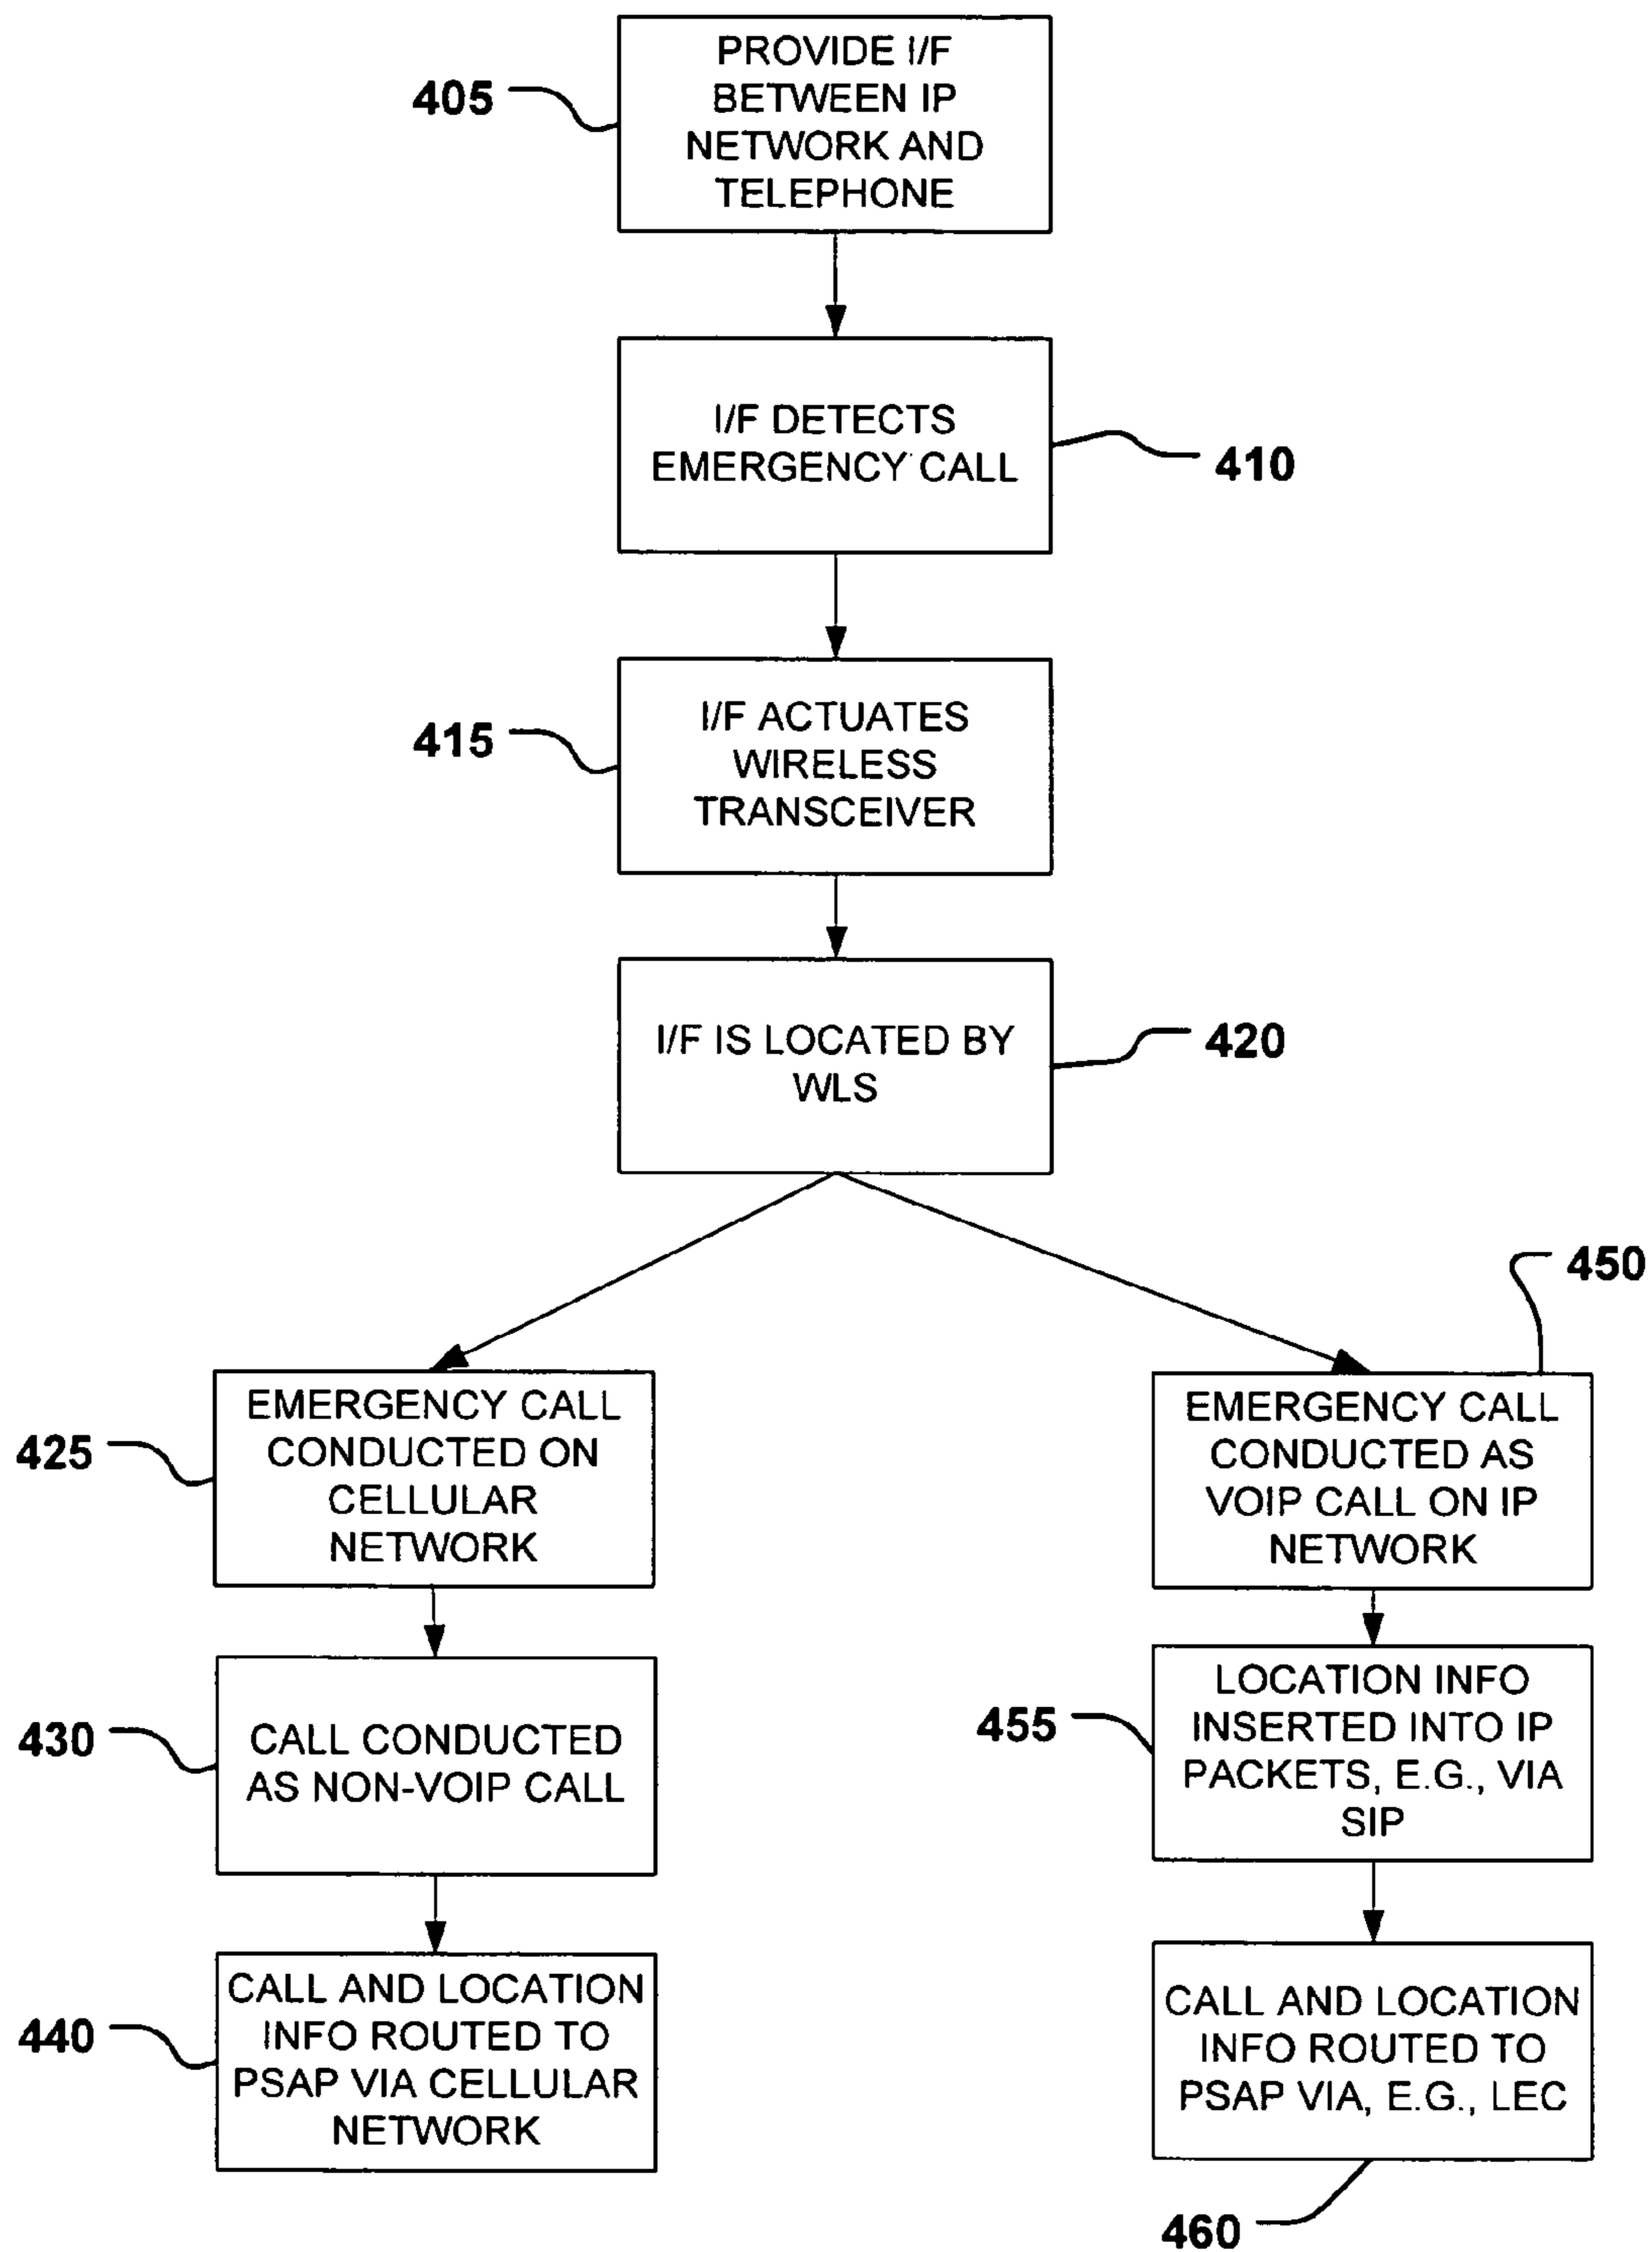 PROVIDE I/F
BETWEEN IP
NETWORK AND
TELEPHONE
405
I/F DETECTS
EMERGENCY CALL
410
I/F ACTUATES
WIRELESS
TRANSCEIVER
415
I/F IS LOCATED BY
WLS
420
EMERGENCY CALL
CONDUCTED ON
CELLULAR
NETWORK
425
CALL CONDUCTED
AS NON-VOIP CALL
430
CALL AND LOCATION
INFO ROUTED TO
PSAP VIA CELLULAR
NETWORK
440
450
EMERGENCY CALL
CONDUCTED AS
VOIP CALL ON IP
NETWORK
LOCATION INFO
INSERTED INTO IP
PACKETS, E.G., VIA
SIP
455
CALL AND LOCATION
INFO ROUTED TO
PSAP VIA, E.G., LEC
460